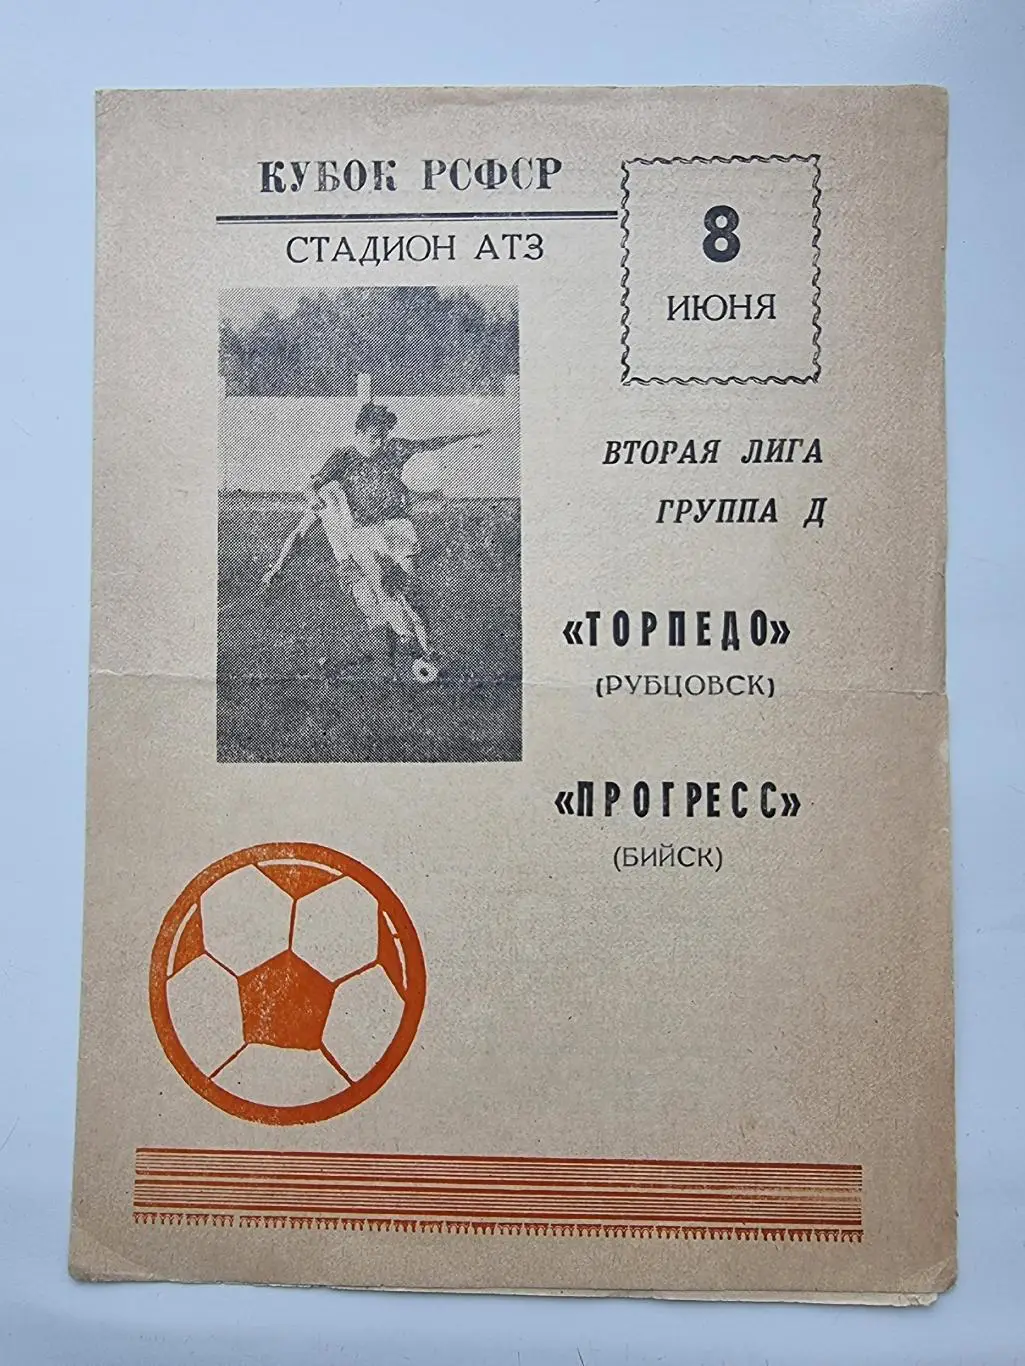 КУБОК РСФСР
СТАДИОН АТЗ
8
ИЮНЯ
ВТОРАЯ ЛИГА
ГРУППА Д
«ТОРПЕДО»
(РУБЦОВСК)
«ПРОГРЕСС»
(БИЙСК)